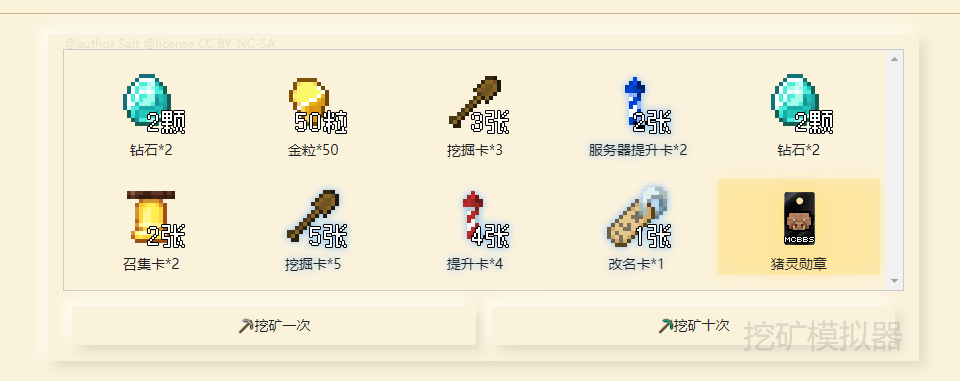 @author Salt @license CC BY-NC-SA
2颗
50粒
3张
2张
2颗
钻石*2
金粒*50
挖掘卡*3
服务器提升卡*2
钻石*2
2张
5张
4张
1张
MCBBS
召集卡*2
挖掘卡*5
提升卡*4
改名卡*1
猪灵勋章
挖矿一次
挖矿十次
挖矿模拟器